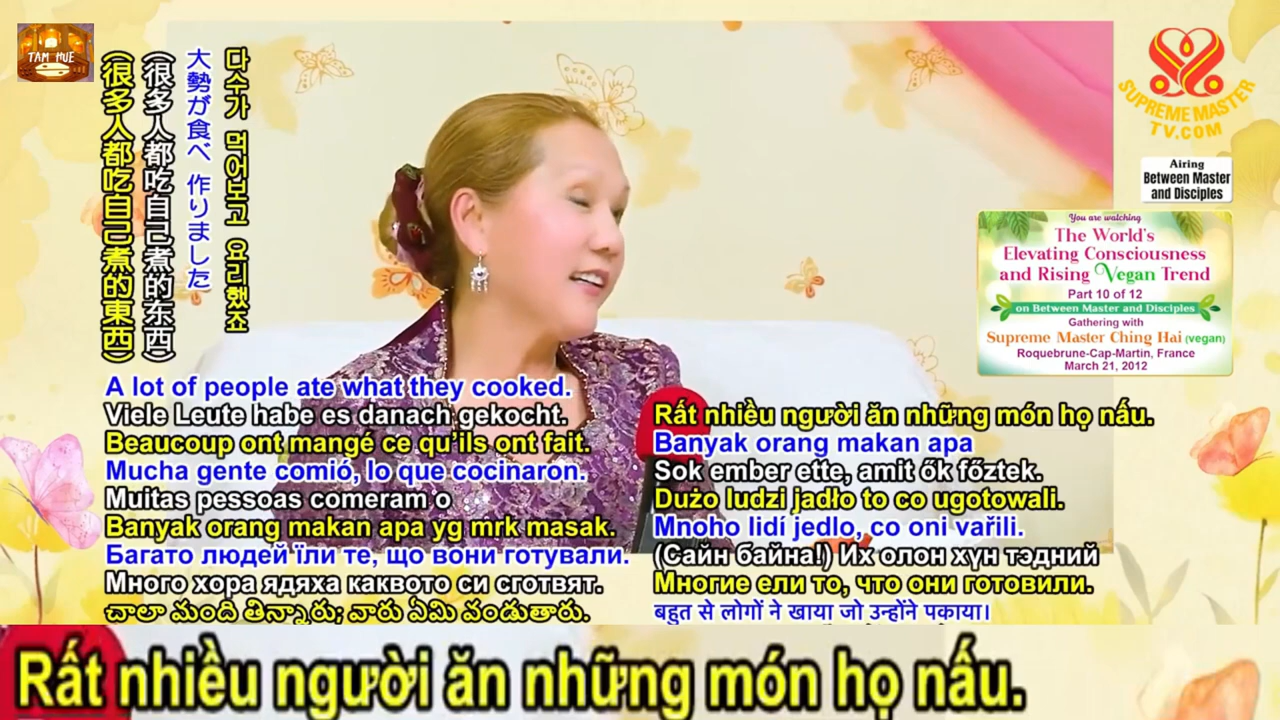 TAM HUE
다수가 먹어보고 요리했죠
大勢が食べ 作りました
(很多人都吃自己煮的东西)
(很多人都吃自己煮的東西)
SUPREME MASTER
TV.COM
Airing
Between Master
and Disciples
You are watching
The World's
Elevating Consciousness
and Rising Vegan Trend
Part 10 of 12
on Between Master and Disciples
Gathering with
Supreme Master Ching Hai (vegan)
Roquebrune-Cap-Martin, France
March 21, 2012
A lot of people ate what they cooked.
Viele Leute habe es danach gekocht.
Beaucoup ont mangé ce qu'ils ont fait.
Mucha gente comió, lo que cocinaron.
Muitas pessoas comeram o
Banyak orang makan apa yg mrk masak.
Багато людей їли те, що вони готували.
Много хора ядяха каквото си сготвят.
చాలా మంది తిన్నారు; వారు ఏమి వండుతారు.
Rất nhiều người ăn những món họ nấu.
Banyak orang makan apa
Sok ember ette, amit ők főztek.
Dużo ludzi jadło to co ugotowali.
Mnoho lidí jedlo, co oni vařili.
(Сайн байна!) Их олон хүн тэдний
Многие ели то, что они готовили.
बहुत से लोगों ने खाया जो उन्होंने पकाया।
Rất nhiều người ăn những món họ nấu.